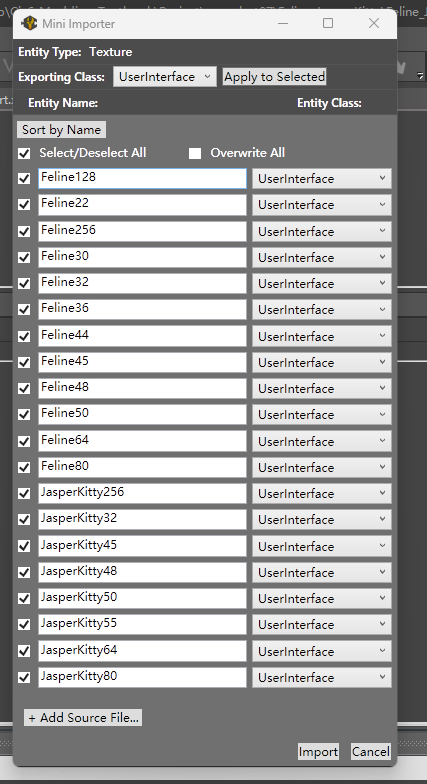 Mini Importer
Entity Type: Texture
Exporting Class: UserInterface Apply to Selected
Entity Name: Entity Class:
Sort by Name
Select/Deselect All Overwrite All
Feline128 UserInterface
Feline22 UserInterface
Feline256 UserInterface
Feline30 UserInterface
Feline32 UserInterface
Feline36 UserInterface
Feline44 UserInterface
Feline45 UserInterface
Feline48 UserInterface
Feline50 UserInterface
Feline64 UserInterface
Feline80 UserInterface
JasperKitty256 UserInterface
JasperKitty32 UserInterface
JasperKitty45 UserInterface
JasperKitty48 UserInterface
JasperKitty50 UserInterface
JasperKitty55 UserInterface
JasperKitty64 UserInterface
JasperKitty80 UserInterface
+ Add Source File...
Import Cancel